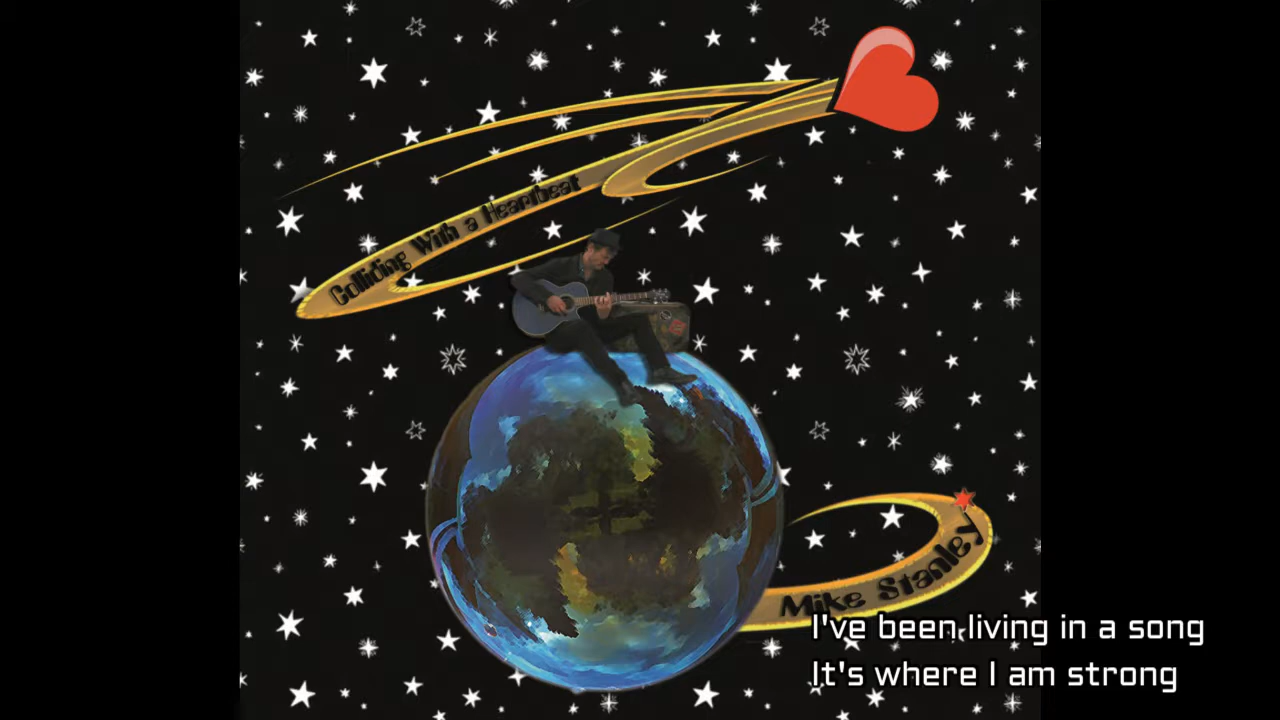 Colliding With a Heartbeat
Mike Stanley
I've been living in a song
It's where I am strong